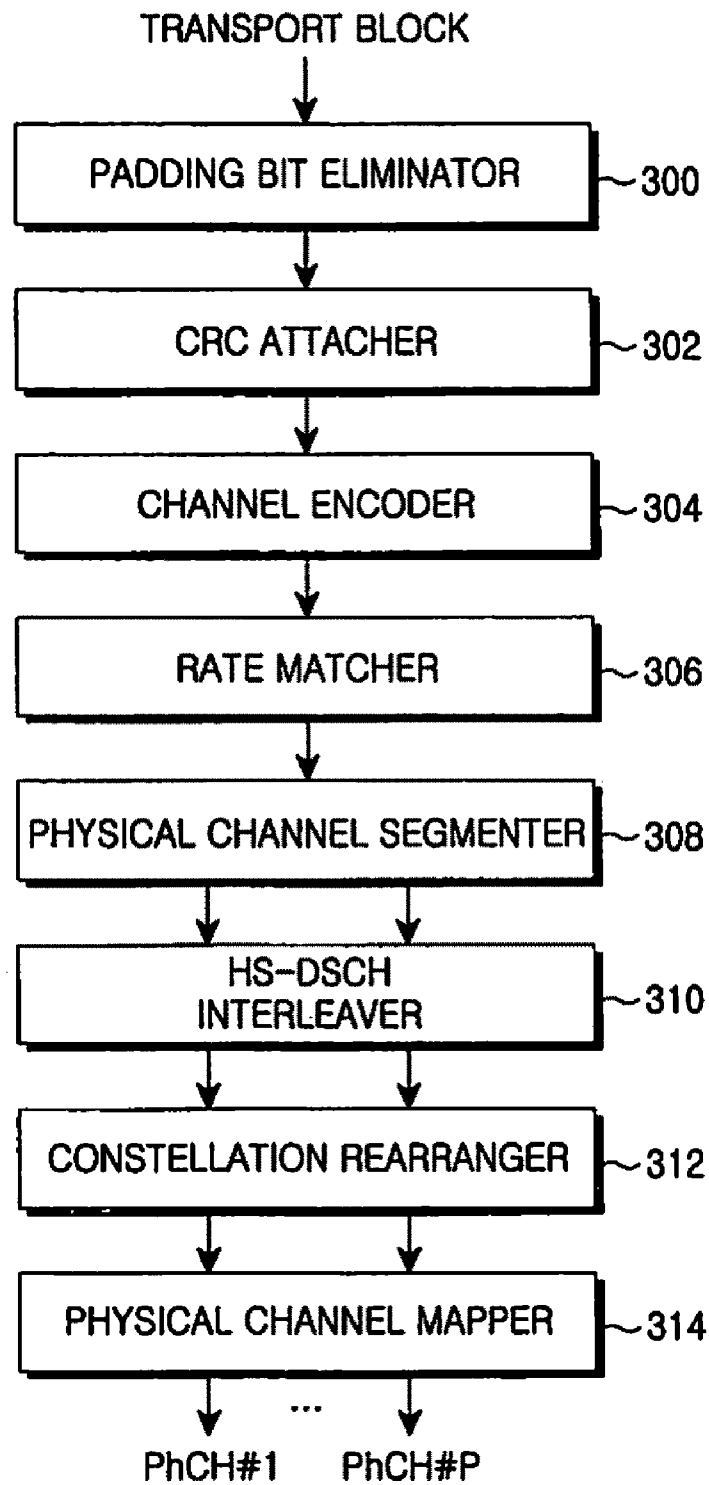 TRANSPORT BLOCK
PADDING BIT ELIMINATOR
300
CRC ATTACHER
302
CHANNEL ENCODER
304
RATE MATCHER
306
PHYSICAL CHANNEL SEGMENTER
308
HS-DSCH
INTERLEAVER
310
CONSTELLATION REARRANGER
312
PHYSICAL CHANNEL MAPPER
314
...
PhCH#1 PhCH#P